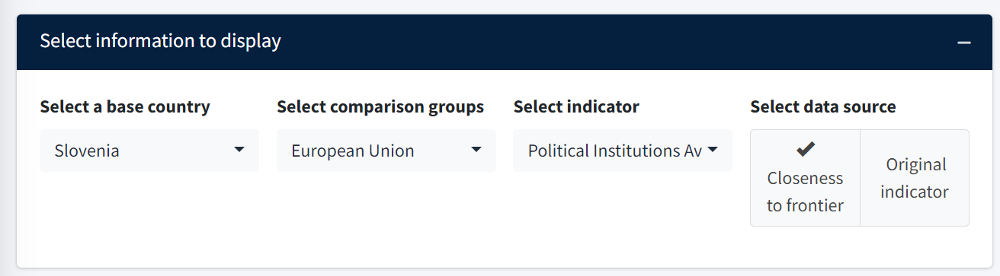 Select information to display
Select a base country
Slovenia
Select comparison groups
European Union
Select indicator
Political Institutions Av
Select data source
Closeness
to frontier
Original
indicator